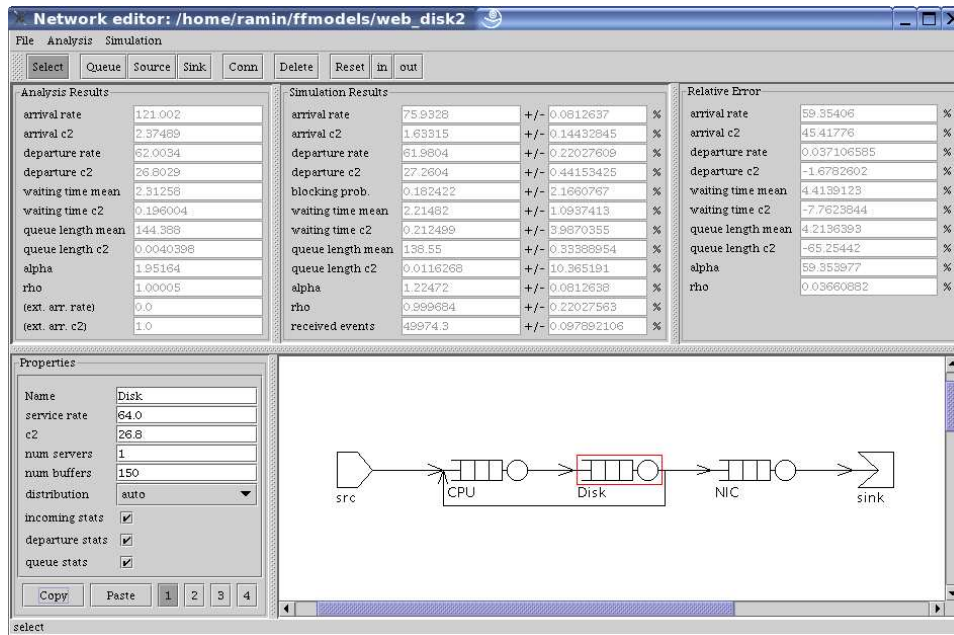 Network editor: /home/ramin/ffmodels/web_disk2
File Analysis Simulation
Select Queue Source Sink Conn Delete Reset in out
Analysis Results
arrival rate 121.002
arrival c2 2.37489
departure rate 62.0034
departure c2 26.8029
waiting time mean 2.31258
waiting time c2 0.196004
queue length mean 144.388
queue length c2 0.0040398
alpha 1.95164
rho 1.00005
(ext. arr. rate) 0.0
(ext. arr. c2) 1.0
Simulation Results
arrival rate 75.9328 +/- 0.0812637 %
arrival c2 1.63315 +/- 0.14432845 %
departure rate 61.9804 +/- 0.22027609 %
departure c2 27.2604 +/- 0.44153425 %
blocking prob. 0.182422 +/- 2.1660767 %
waiting time mean 2.21482 +/- 1.0937413 %
waiting time c2 0.212499 +/- 3.9870355 %
queue length mean 138.55 +/- 0.33388954 %
queue length c2 0.0116268 +/- 10.365191 %
alpha 1.22472 +/- 0.0812638 %
rho 0.999684 +/- 0.22027563 %
received events 49974.3 +/- 0.097892106 %
Relative Error
arrival rate 59.35406 %
arrival c2 45.41776 %
departure rate 0.037106585 %
departure c2 -1.6782602 %
waiting time mean 4.4139123 %
waiting time c2 -7.7623844 %
queue length mean 4.2136393 %
queue length c2 -65.25442 %
alpha 59.353977 %
rho 0.03660882 %
Properties
Name Disk
service rate 64.0
c2 26.8
num servers 1
num buffers 150
distribution auto
incoming stats
departure stats
queue stats
Copy Paste 1 2 3 4
src CPU Disk NIC sink
select